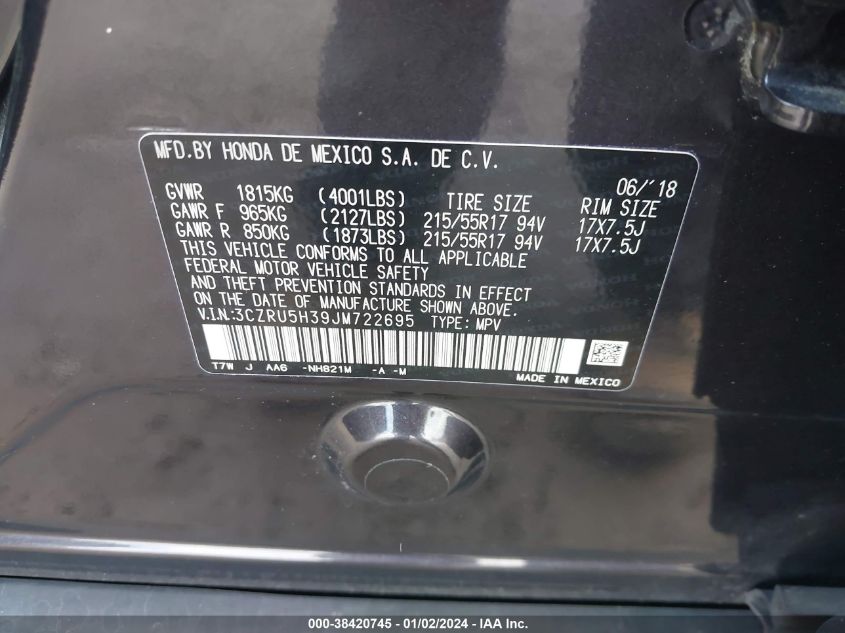 MFD.BY HONDA DE MEXICO S.A. DE C.V.
06/'18
GVWR 1815KG (4001LBS) TIRE SIZE RIM SIZE
GAWR F 965KG (2127LBS) 215/55R17 94V 17X7.5J
GAWR R 850KG (1873LBS) 215/55R17 94V 17X7.5J
THIS VEHICLE CONFORMS TO ALL APPLICABLE
FEDERAL MOTOR VEHICLE SAFETY
AND THEFT PREVENTION STANDARDS IN EFFECT
ON THE DATE OF MANUFACTURE SHOWN ABOVE.
V.I.N.:3CZRU5H39JM722695 TYPE: MPV
T7W J AA6 -NH821M -A -M
MADE IN MEXICO
000-38420745 - 01/02/2024 - IAA Inc.